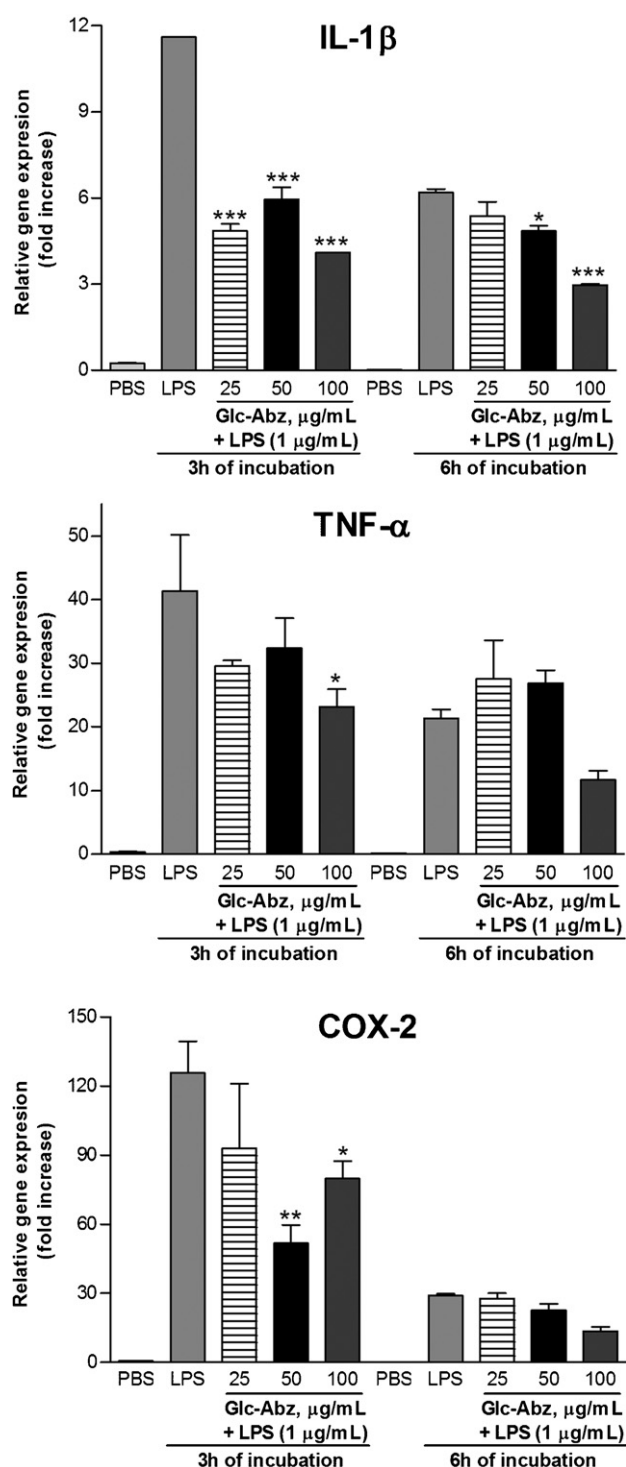 IL-1β
Relative gene expresion
(fold increase)
12
9
6
3
0
***
***
***
*
***
PBS LPS 25 50 100 PBS LPS 25 50 100
Glc-Abz, µg/mL Glc-Abz, µg/mL
+ LPS (1 µg/mL) + LPS (1 µg/mL)
3h of incubation 6h of incubation
TNF-α
Relative gene expresion
(fold increase)
50
40
30
20
10
0
*
PBS LPS 25 50 100 PBS LPS 25 50 100
Glc-Abz, µg/mL Glc-Abz, µg/mL
+ LPS (1 µg/mL) + LPS (1 µg/mL)
3h of incubation 6h of incubation
COX-2
Relative gene expresion
(fold increase)
150
120
90
60
30
0
**
*
PBS LPS 25 50 100 PBS LPS 25 50 100
Glc-Abz, µg/mL Glc-Abz, µg/mL
+ LPS (1 µg/mL) + LPS (1 µg/mL)
3h of incubation 6h of incubation